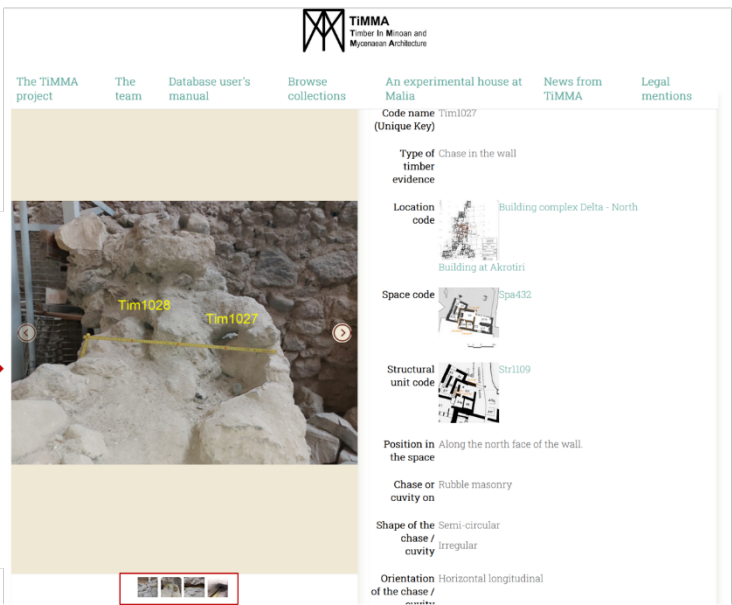 TiMMA
Timber In Minoan and
Mycenaean Architecture
The TiMMA
project
The
team
Database user's
manual
Browse
collections
An experimental house at
Malia
News from
TiMMA
Legal
mentions
Code name
(Unique Key)
Tim1027
Type of
timber
evidence
Chase in the wall
Location
code
Building complex Delta - North
Building at Akrotiri
Space code
Spa432
Structural
unit code
Str1109
Position in
the space
Along the north face of the wall.
Chase or
cuvity on
Rubble masonry
Shape of the
chase /
cuvity
Semi-circular
Irregular
Orientation
of the chase /
cuvity
Horizontal longitudinal
Tim1028
Tim1027